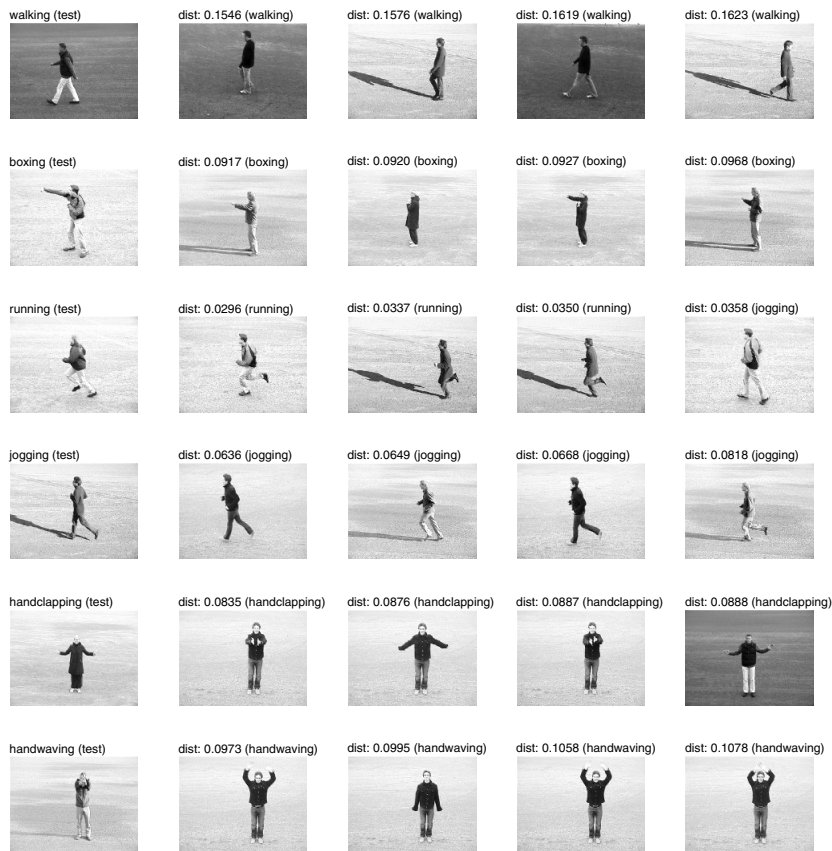 walking (test) dist: 0.1546 (walking) dist: 0.1576 (walking) dist: 0.1619 (walking) dist: 0.1623 (walking)
boxing (test) dist: 0.0917 (boxing) dist: 0.0920 (boxing) dist: 0.0927 (boxing) dist: 0.0968 (boxing)
running (test) dist: 0.0296 (running) dist: 0.0337 (running) dist: 0.0350 (running) dist: 0.0358 (jogging)
jogging (test) dist: 0.0636 (jogging) dist: 0.0649 (jogging) dist: 0.0668 (jogging) dist: 0.0818 (jogging)
handclapping (test) dist: 0.0835 (handclapping) dist: 0.0876 (handclapping) dist: 0.0887 (handclapping) dist: 0.0888 (handclapping)
handwaving (test) dist: 0.0973 (handwaving) dist: 0.0995 (handwaving) dist: 0.1058 (handwaving) dist: 0.1078 (handwaving)